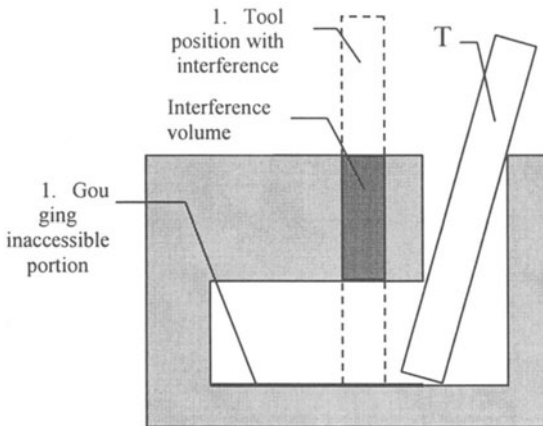 1. Tool
position with
interference
T
Interference
volume
1. Gou
ging
inaccessible
portion